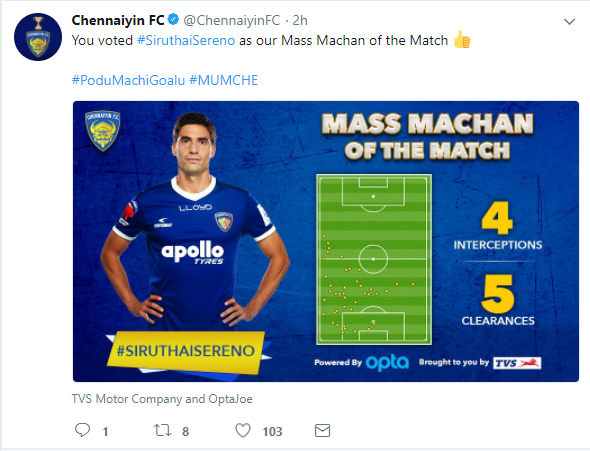 Chennaiyin FC @ChennaiyinFC · 2h
You voted #SiruthaiSereno as our Mass Machan of the Match 👍
#PoduMachiGoalu #MUMCHE
CHENNAIYIN FC
MASS MACHAN
OF THE MATCH
LLOYD
apollo
TYRES
4
INTERCEPTIONS
5
CLEARANCES
#SIRUTHAISERENO
Powered By opta Brought to you by TVS
TVS Motor Company and OptaJoe
1 8 103